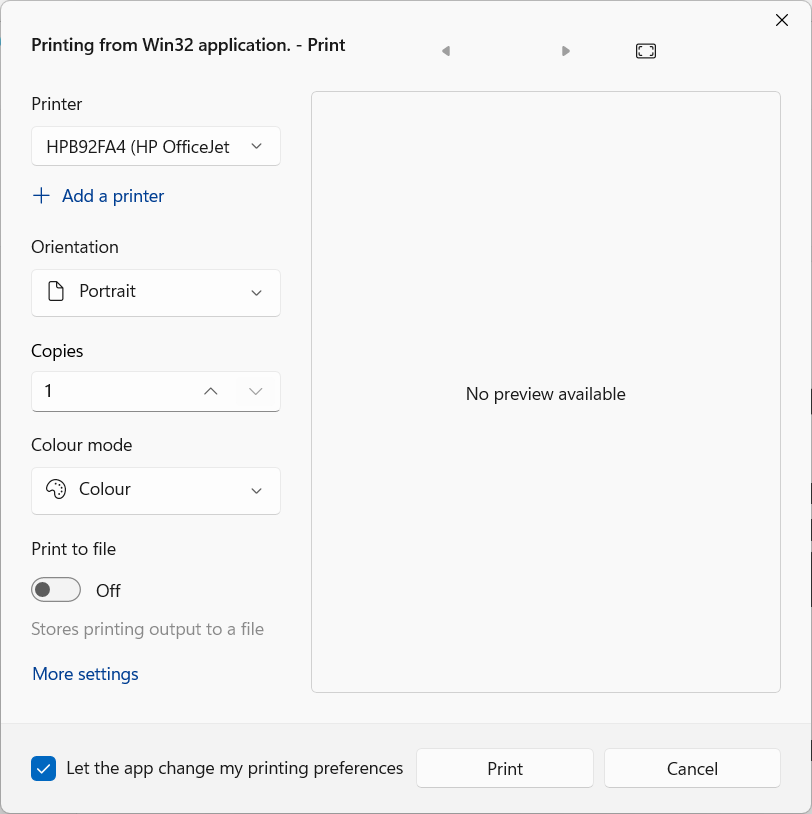 Printing from Win32 application. - Print
Printer
HPB92FA4 (HP OfficeJet
Add a printer
Orientation
Portrait
Copies
1
Colour mode
Colour
Print to file
Off
Stores printing output to a file
More settings
No preview available
Let the app change my printing preferences
Print
Cancel